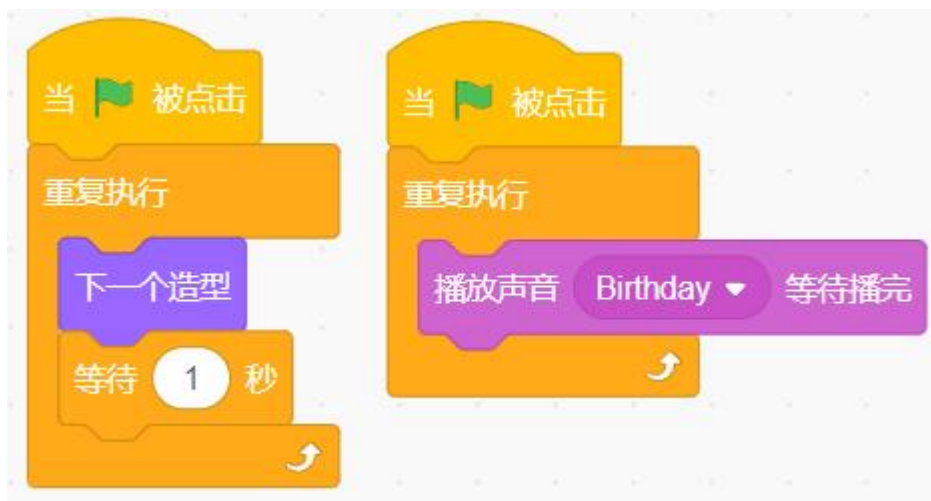 当 被点击
重复执行
下一个造型
等待 1 秒
当 被点击
重复执行
播放声音 Birthday 等待播完